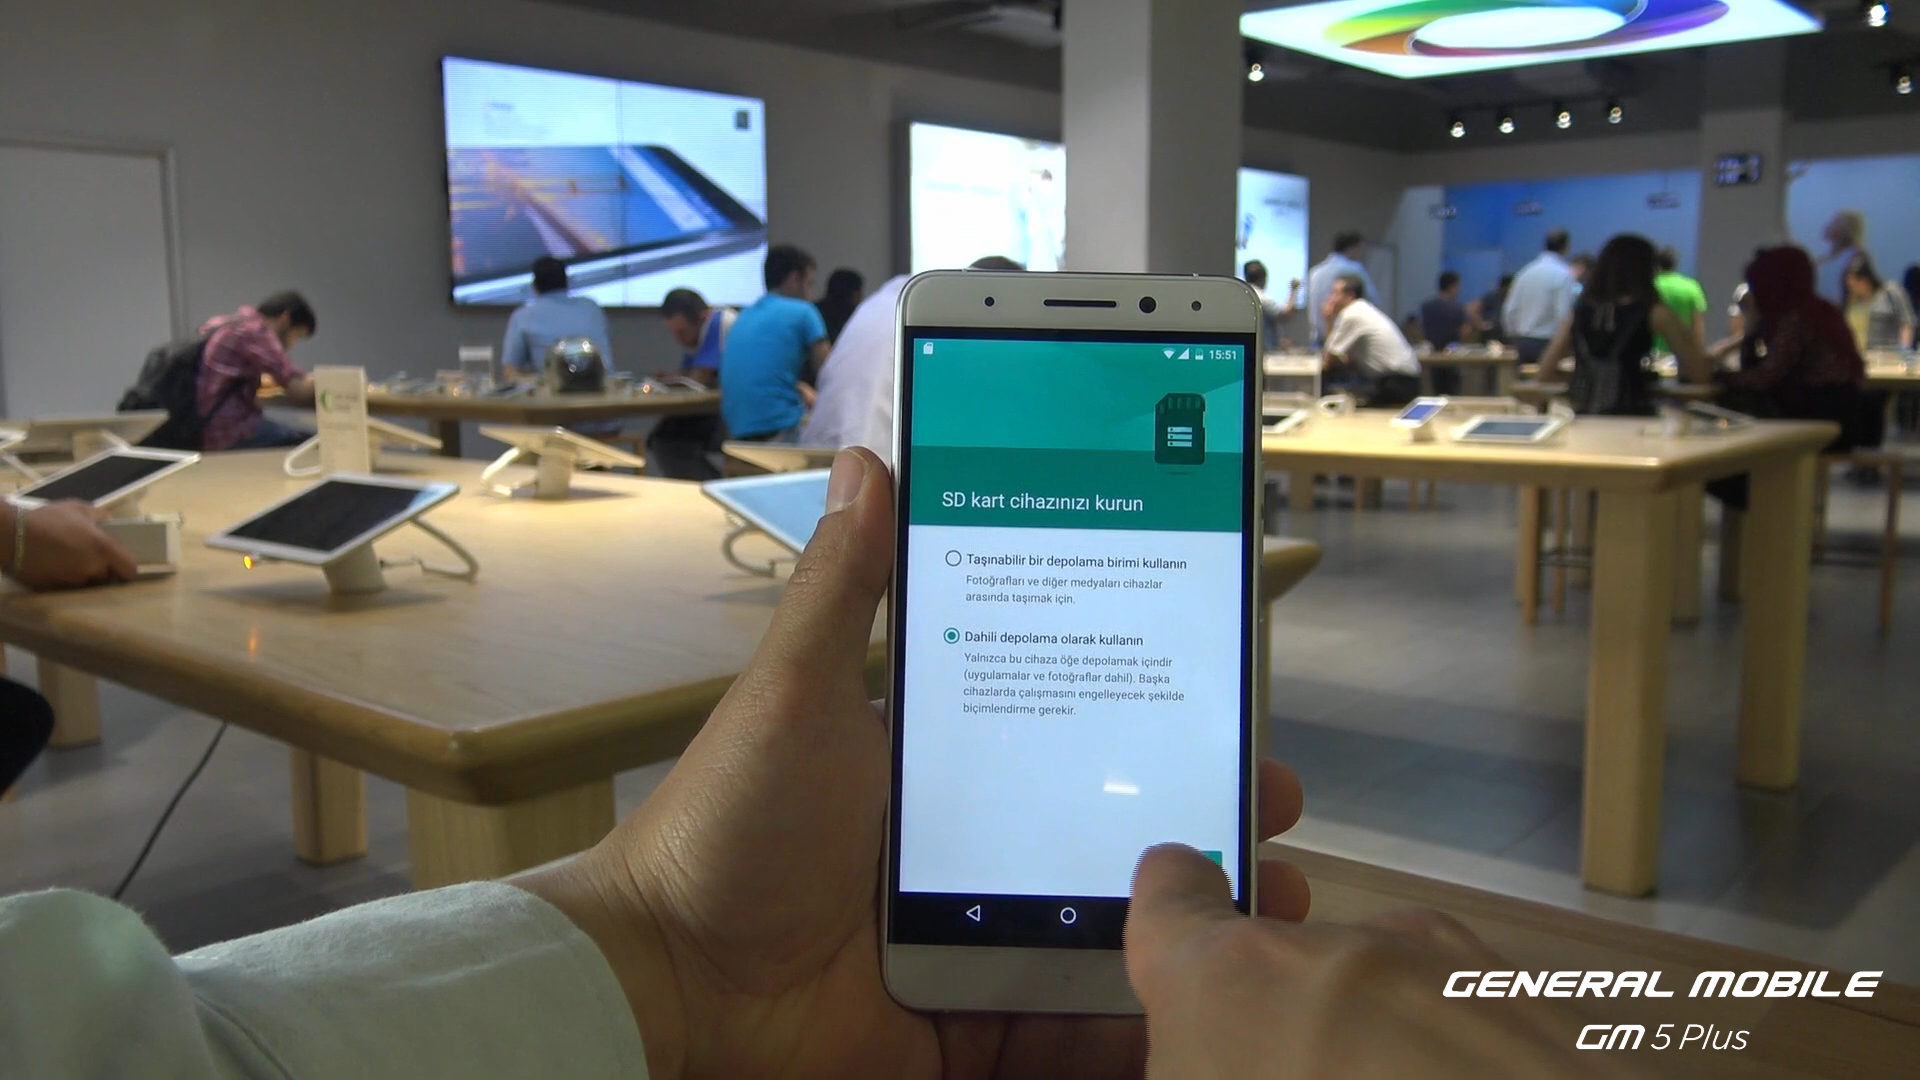 15:51
SD kart cihazınızı kurun
Taşınabilir bir depolama birimi kullanın
Fotoğrafları ve diğer medyaları cihazlar
arasında taşımak için.
Dahili depolama olarak kullanın
Yalnızca bu cihaza öğe depolamak içindir
(uygulamalar ve fotoğraflar dahil). Başka
cihazlarda çalışmasını engelleyecek şekilde
biçimlendirme gerekir.
GENERAL MOBILE
GM 5 Plus